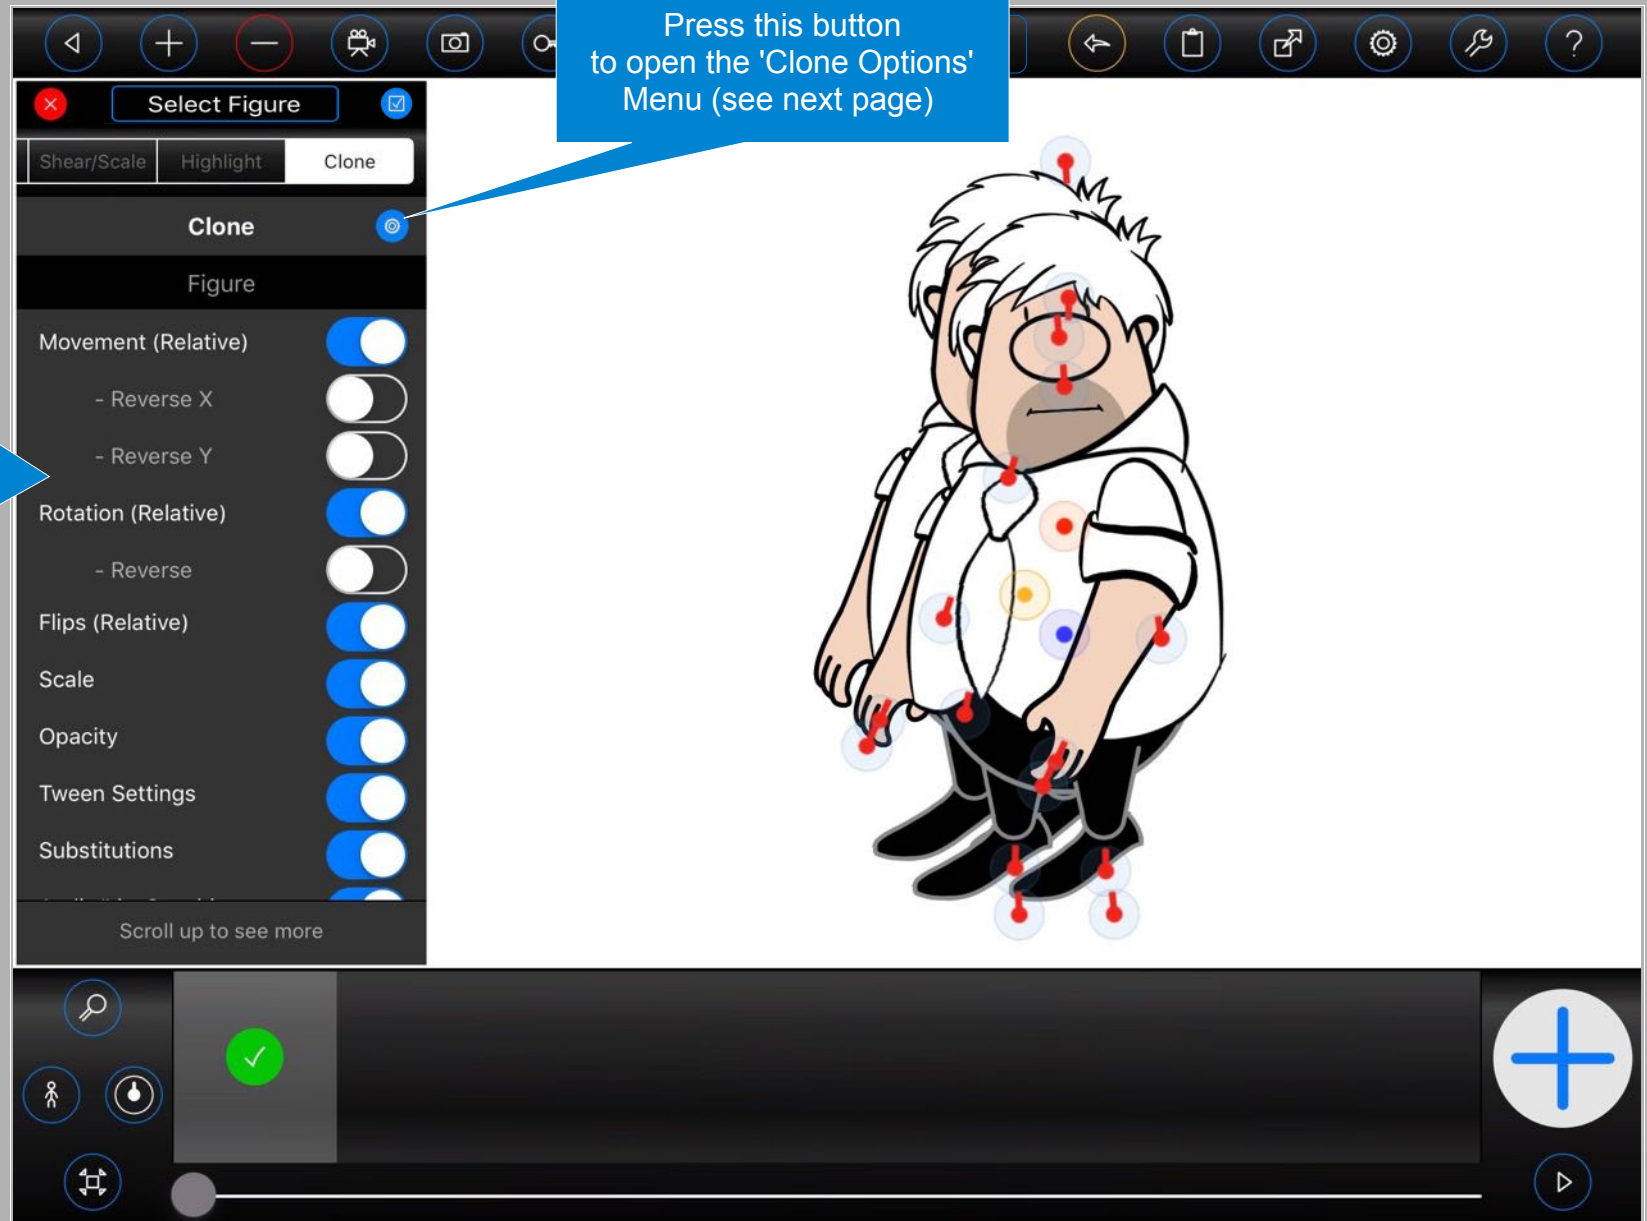 Press this button
to open the 'Clone Options'
Menu (see next page)
Select Figure
Shear/Scale
Highlight
Clone
Clone
Figure
Movement (Relative)
- Reverse X
- Reverse Y
Rotation (Relative)
- Reverse
Flips (Relative)
Scale
Opacity
Tween Settings
Substitutions
Scroll up to see more